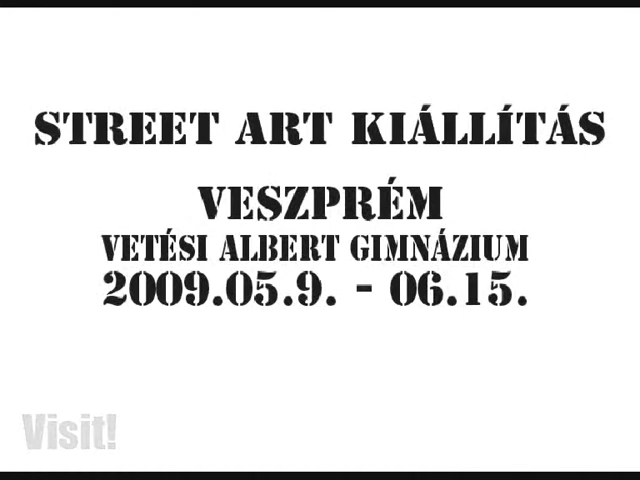 STREET ART KIÁLLÍTÁS
VESZPRÉM
VETÉSI ALBERT GIMNÁZIUM
2009.05.9. - 06.15.
Visit!